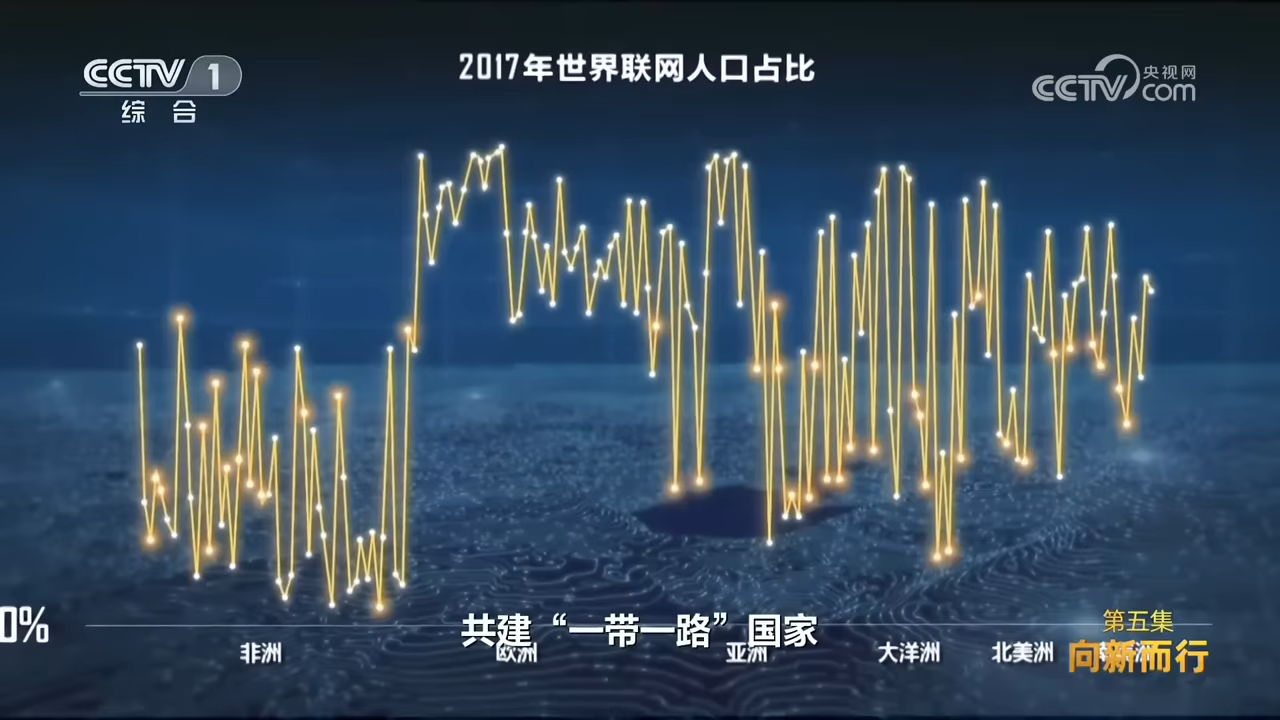 CCTV 1
综合
2017年世界联网人口占比
央视网
CCTV.com
0%
共建“一带一路”国家
非洲
欧洲
亚洲
大洋洲
北美洲
第五集
向新而行